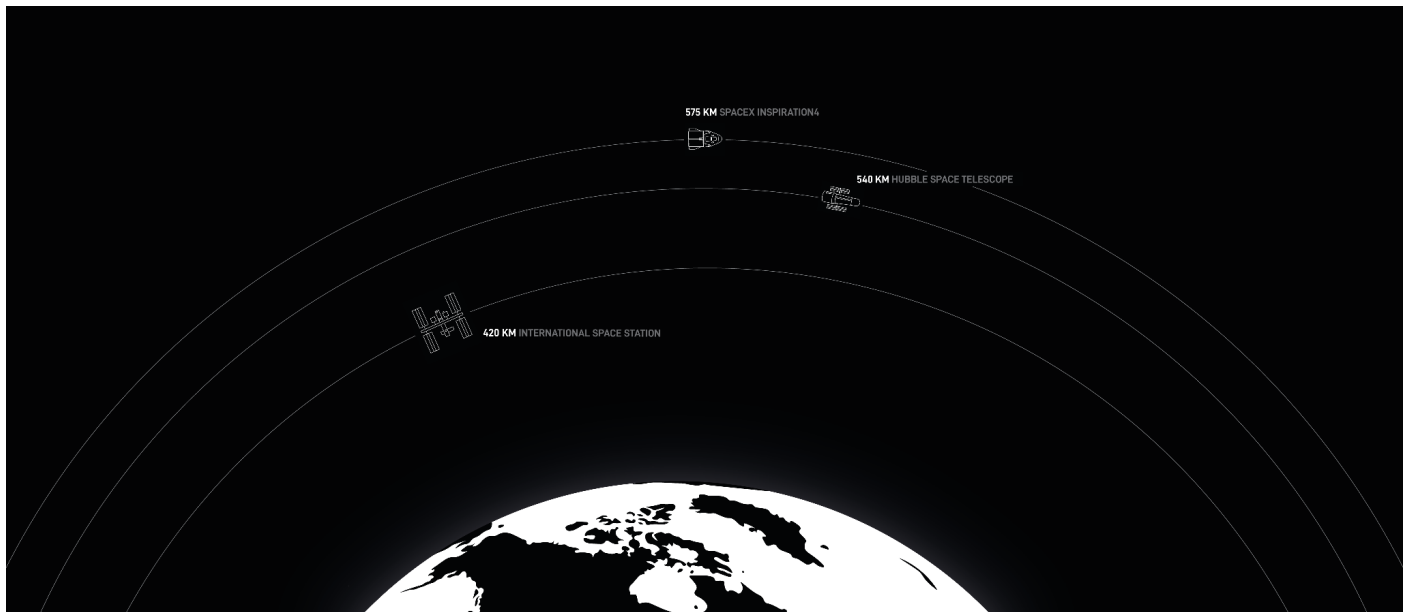 575 KM SPACEX INSPIRATION4
540 KM HUBBLE SPACE TELESCOPE
420 KM INTERNATIONAL SPACE STATION